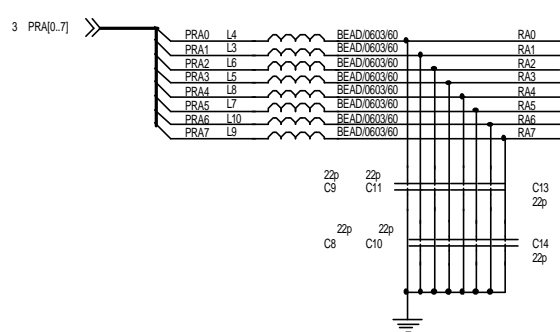 3 PRA[0..7]
PRA0 L4 BEAD/0603/60 RA0
PRA1 L3 BEAD/0603/60 RA1
PRA2 L6 BEAD/0603/60 RA2
PRA3 L5 BEAD/0603/60 RA3
PRA4 L8 BEAD/0603/60 RA4
PRA5 L7 BEAD/0603/60 RA5
PRA6 L10 BEAD/0603/60 RA6
PRA7 L9 BEAD/0603/60 RA7
22p 22p
C9 C11 C13
22p
22p 22p
C8 C10 C14
22p